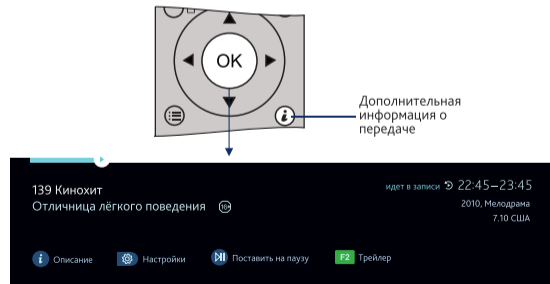 OK
i
Дополнительная
информация о
передаче
139 Кинохит
идет в записи 22:45–23:45
Отличница лёгкого поведения 16+
2010, Мелодрама
7.10 США
i Описание
Настройки
Поставить на паузу
F2 Трейлер